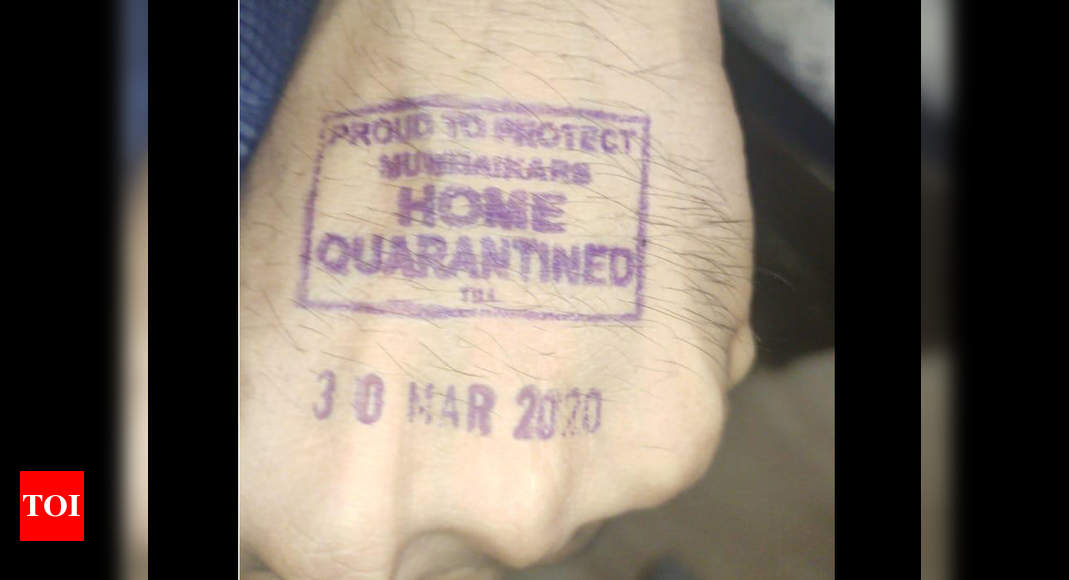 PROUD TO PROTECT
MUMBAIKARS
HOME
QUARANTINED
TILL
30 MAR 2020
TOI